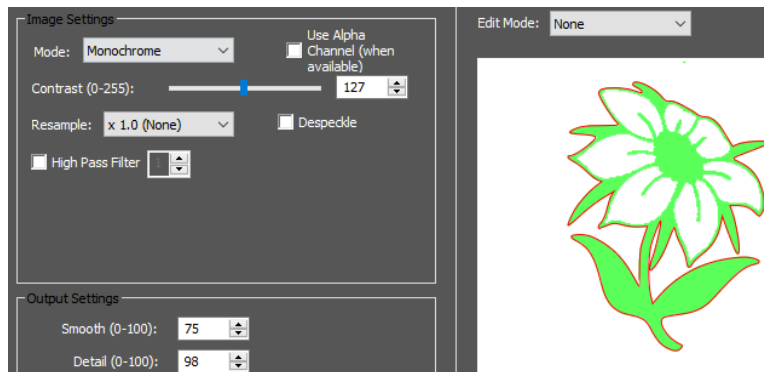 Image Settings
Mode: Monochrome
Use Alpha
Channel (when
available)
Contrast (0-255): 127
Resample: x 1.0 (None)
Despeckle
High Pass Filter 1
Output Settings
Smooth (0-100): 75
Detail (0-100): 98
Edit Mode: None